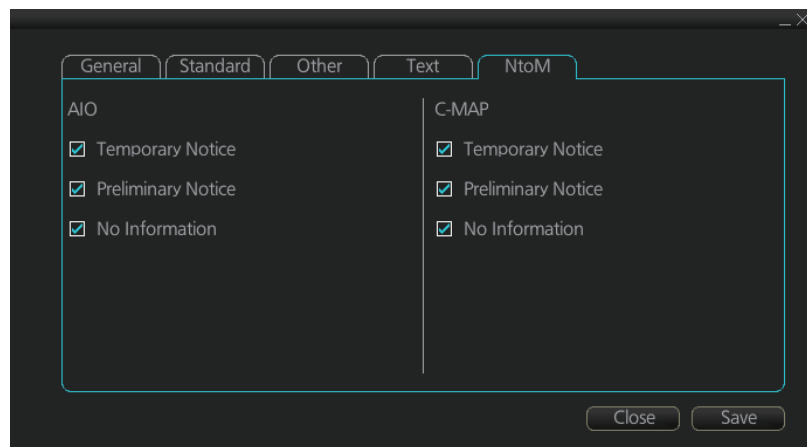 General Standard Other Text NtoM
AIO
Temporary Notice
Preliminary Notice
No Information
C-MAP
Temporary Notice
Preliminary Notice
No Information
Close Save